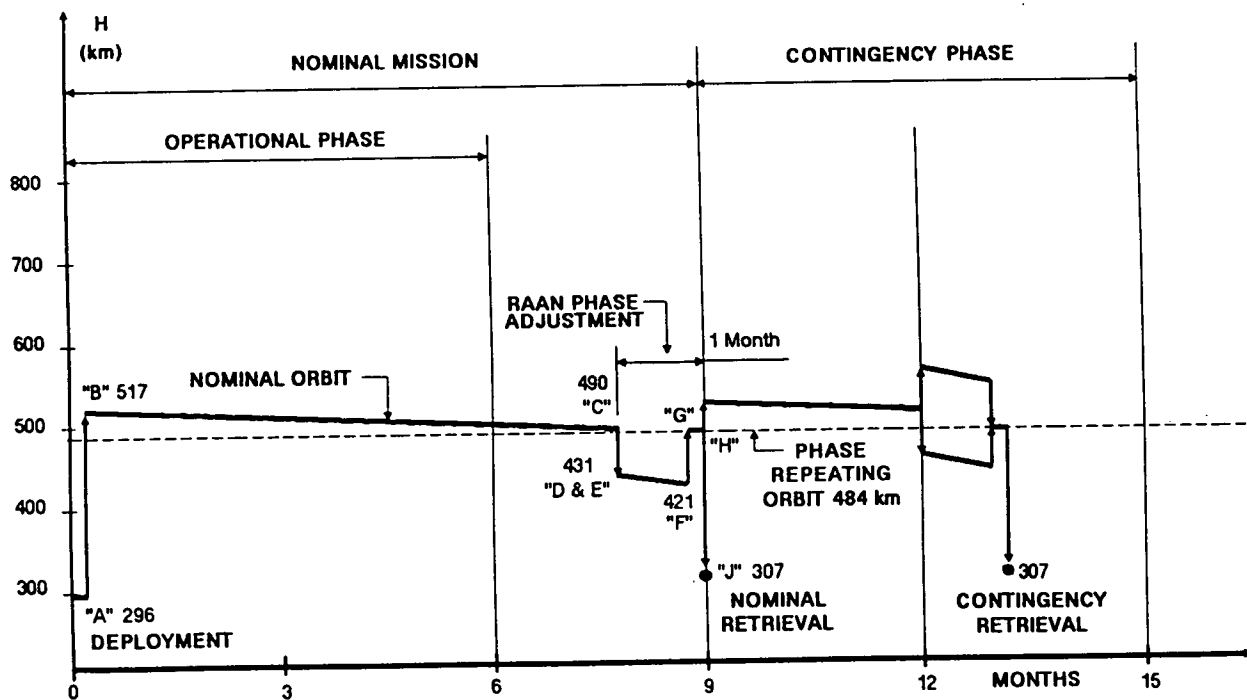 H
(km)
NOMINAL MISSION
CONTINGENCY PHASE
OPERATIONAL PHASE
800
700
600
500
400
300
RAAN PHASE
ADJUSTMENT
1 Month
"B" 517
NOMINAL ORBIT
490
"C"
"G"
"H"
431
"D & E"
421
"F"
PHASE
REPEATING
ORBIT 484 km
"A" 296
DEPLOYMENT
"J" 307
NOMINAL
RETRIEVAL
307
CONTINGENCY
RETRIEVAL
0
3
6
9
12
MONTHS
15